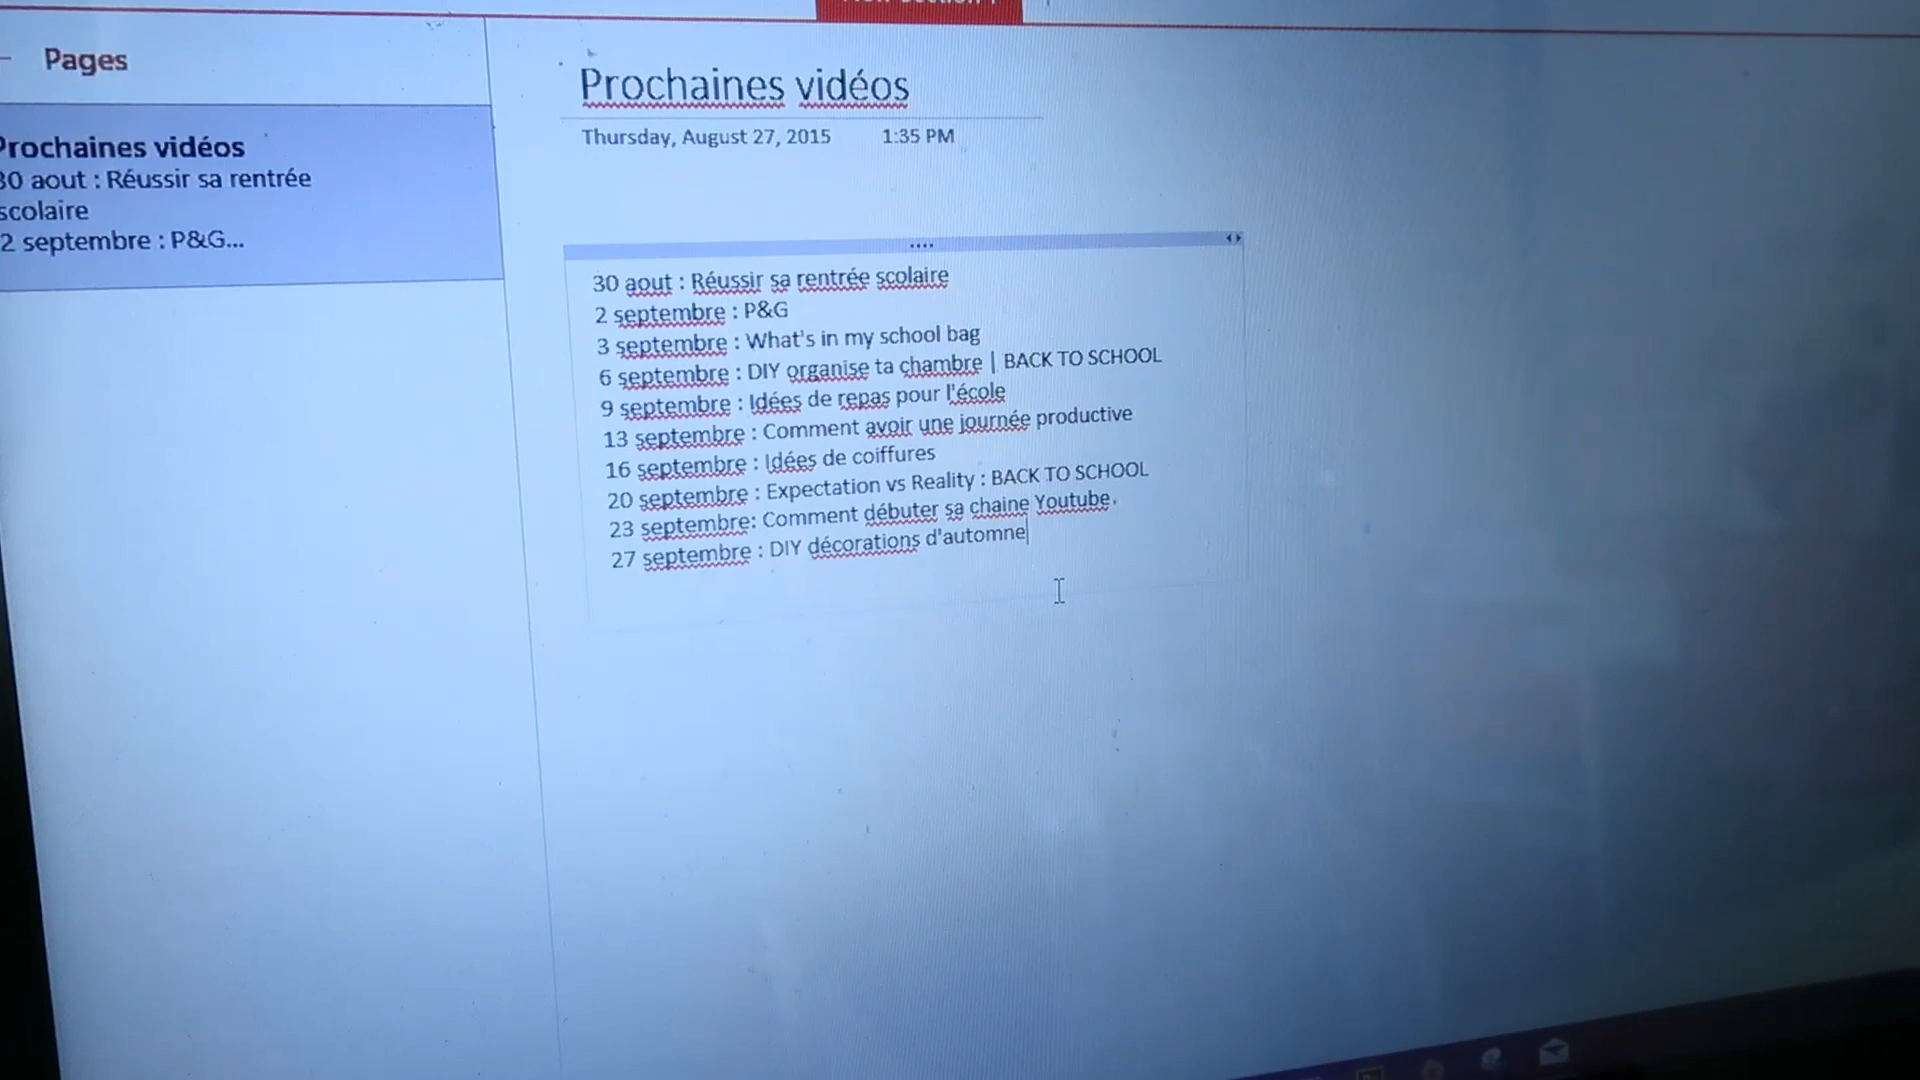 Pages
Prochaines vidéos
30 aout : Réussir sa rentrée
scolaire
2 septembre : P&G...
Prochaines vidéos
Thursday, August 27, 2015 1:35 PM
30 aout : Réussir sa rentrée scolaire
2 septembre : P&G
3 septembre : What's in my school bag
6 septembre : DIY organise ta chambre | BACK TO SCHOOL
9 septembre : Idées de repas pour l'école
13 septembre : Comment avoir une journée productive
16 septembre : Idées de coiffures
20 septembre : Expectation vs Reality : BACK TO SCHOOL
23 septembre: Comment débuter sa chaine Youtube.
27 septembre : DIY décorations d'automne